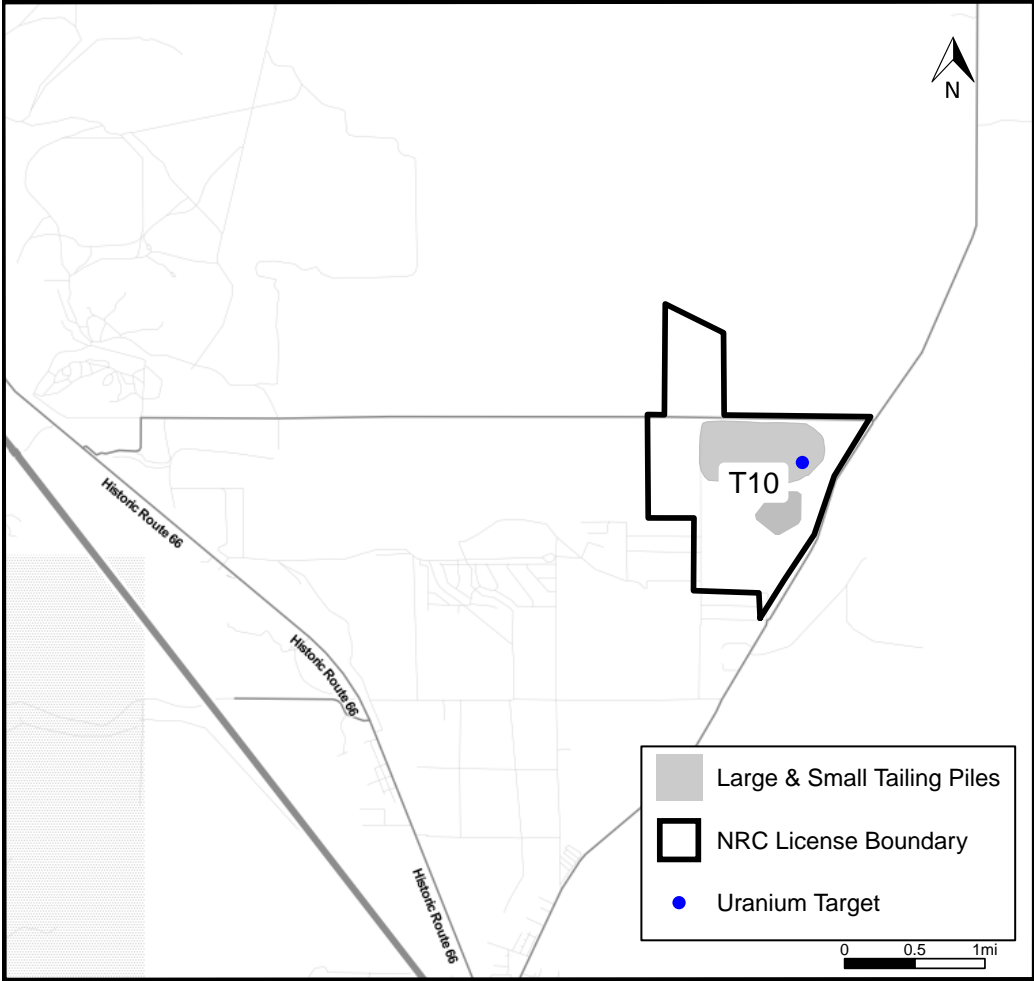 N
T10
Historic Route 66
Historic Route 66
Historic Route 66
Large & Small Tailing Piles
NRC License Boundary
Uranium Target
0 0.5 1mi